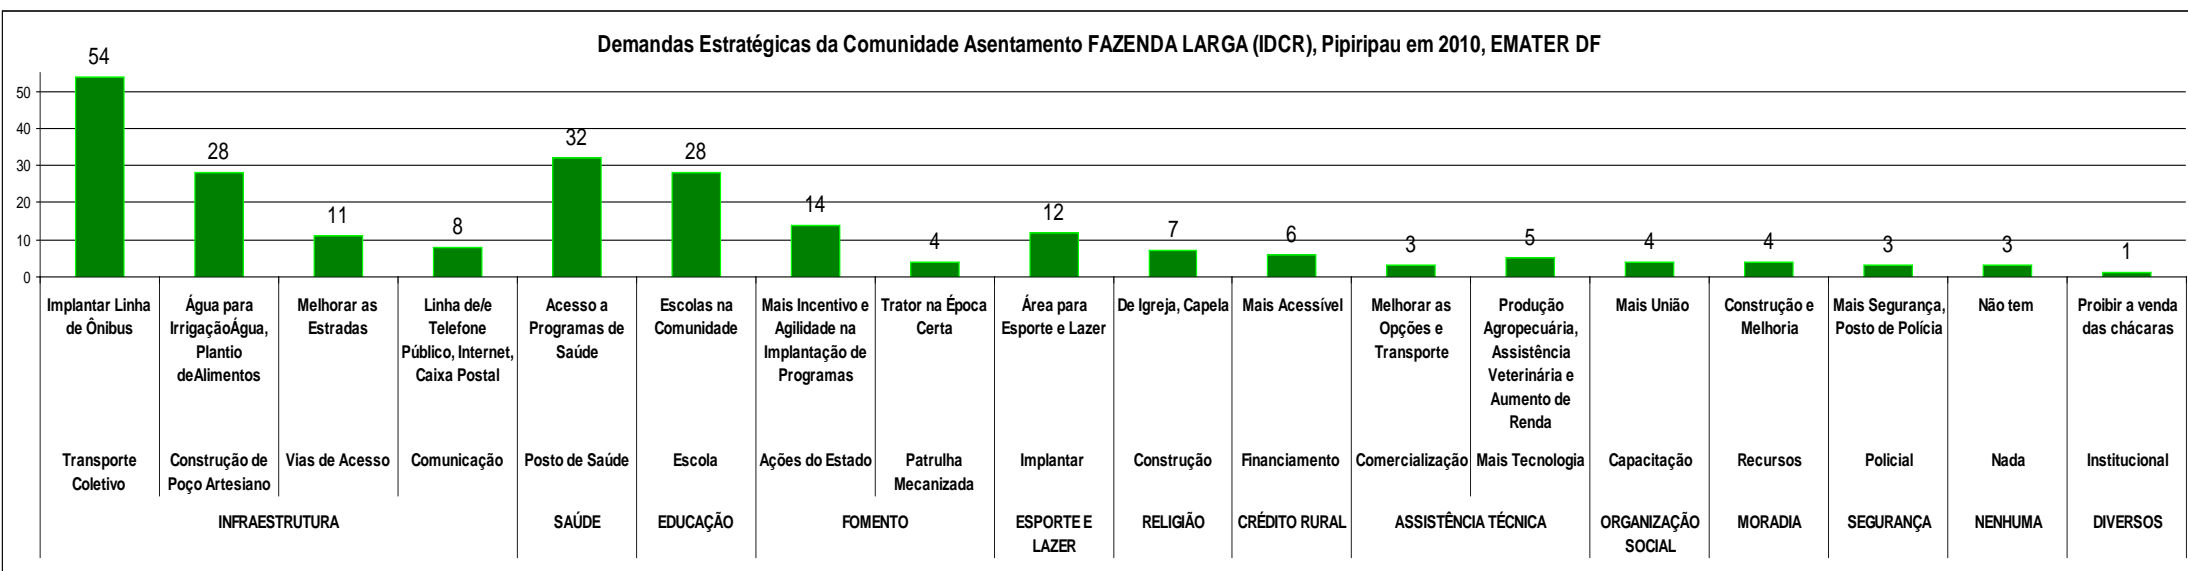 Demandas Estratégicas da Comunidade Asentamento FAZENDA LARGA (IDCR), Pipiripau em 2010, EMATER DF
54
28
11
8
32
28
14
4
12
7
6
3
5
4
4
3
3
1
50
40
30
20
10
0
Implantar Linha
de Ônibus
Água para
IrrigaçãoÁgua,
Plantio
deAlimentos
Melhorar as
Estradas
Linha de/e
Telefone
Público, Internet,
Caixa Postal
Acesso a
Programas de
Saúde
Escolas na
Comunidade
Mais Incentivo e
Agilidade na
Implantação de
Programas
Trator na Época
Certa
Área para
Esporte e Lazer
De Igreja, Capela
Mais Acessível
Melhorar as
Opções e
Transporte
Produção
Agropecuária,
Assistência
Veterinária e
Aumento de
Renda
Mais União
Construção e
Melhoria
Mais Segurança,
Posto de Polícia
Não tem
Proibir a venda
das chácaras
Transporte
Coletivo
Construção de
Poço Artesiano
Vias de Acesso
Comunicação
Posto de Saúde
Escola
Ações do Estado
Patrulha
Mecanizada
Implantar
Construção
Financiamento
Comercialização
Mais Tecnologia
Capacitação
Recursos
Policial
Nada
Institucional
INFRAESTRUTURA
SAÚDE
EDUCAÇÃO
FOMENTO
ESPORTE E
LAZER
RELIGIÃO
CRÉDITO RURAL
ASSISTÊNCIA TÉCNICA
ORGANIZAÇÃO
SOCIAL
MORADIA
SEGURANÇA
NENHUMA
DIVERSOS